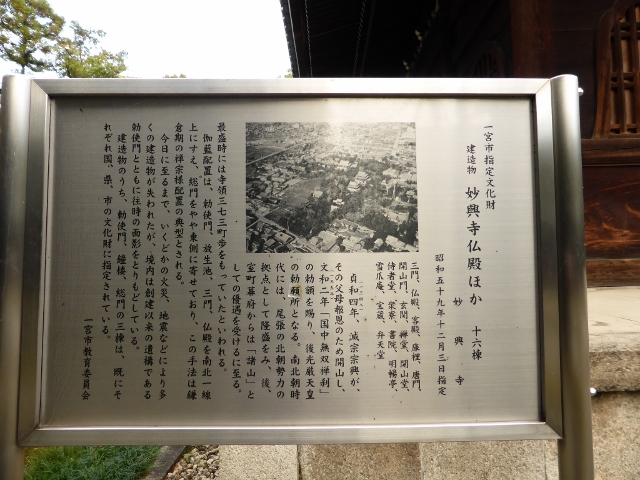 一宮市指定文化財
建造物 妙興寺仏殿ほか 十六棟
妙興寺
昭和五十九年十二月三日指定
三門、仏殿、客殿、庫裡、唐門、
開山門、玄関、禅堂、開山堂、
侍者堂、茶寮、書院、明暢亭、
雪爪庵、宝蔵、弁天堂
貞和四年、滅宗宗興が、
その父母報恩のため開山し、
文和二年「国中無双禅刹」
の勅額を賜り、後光厳天皇
の勅願所となる。南北朝時
代には、尾張の北朝勢力の
拠点として隆盛をみ、後、
室町幕府からは「諸山」と
しての優遇を受けるに至る。
最盛時には寺領三七三町歩をもっていたといわれる。
伽藍配置は、勅使門、放生池、三門、仏殿を南北一線
上にすえ、総門をやや東側に寄せており、この手法は鎌
倉期の禅宗様配置の典型とされる。
今日に至るまで、いくどかの火災、地震などにより多
くの建造物が失われたが、境内は創建以来の遺構である
勅使門とともに往時の面影をとどめている。
建造物のうち、勅使門、鐘楼、総門の三棟は、既にそ
れぞれ国、県、市の文化財に指定されている。
一宮市教育委員会